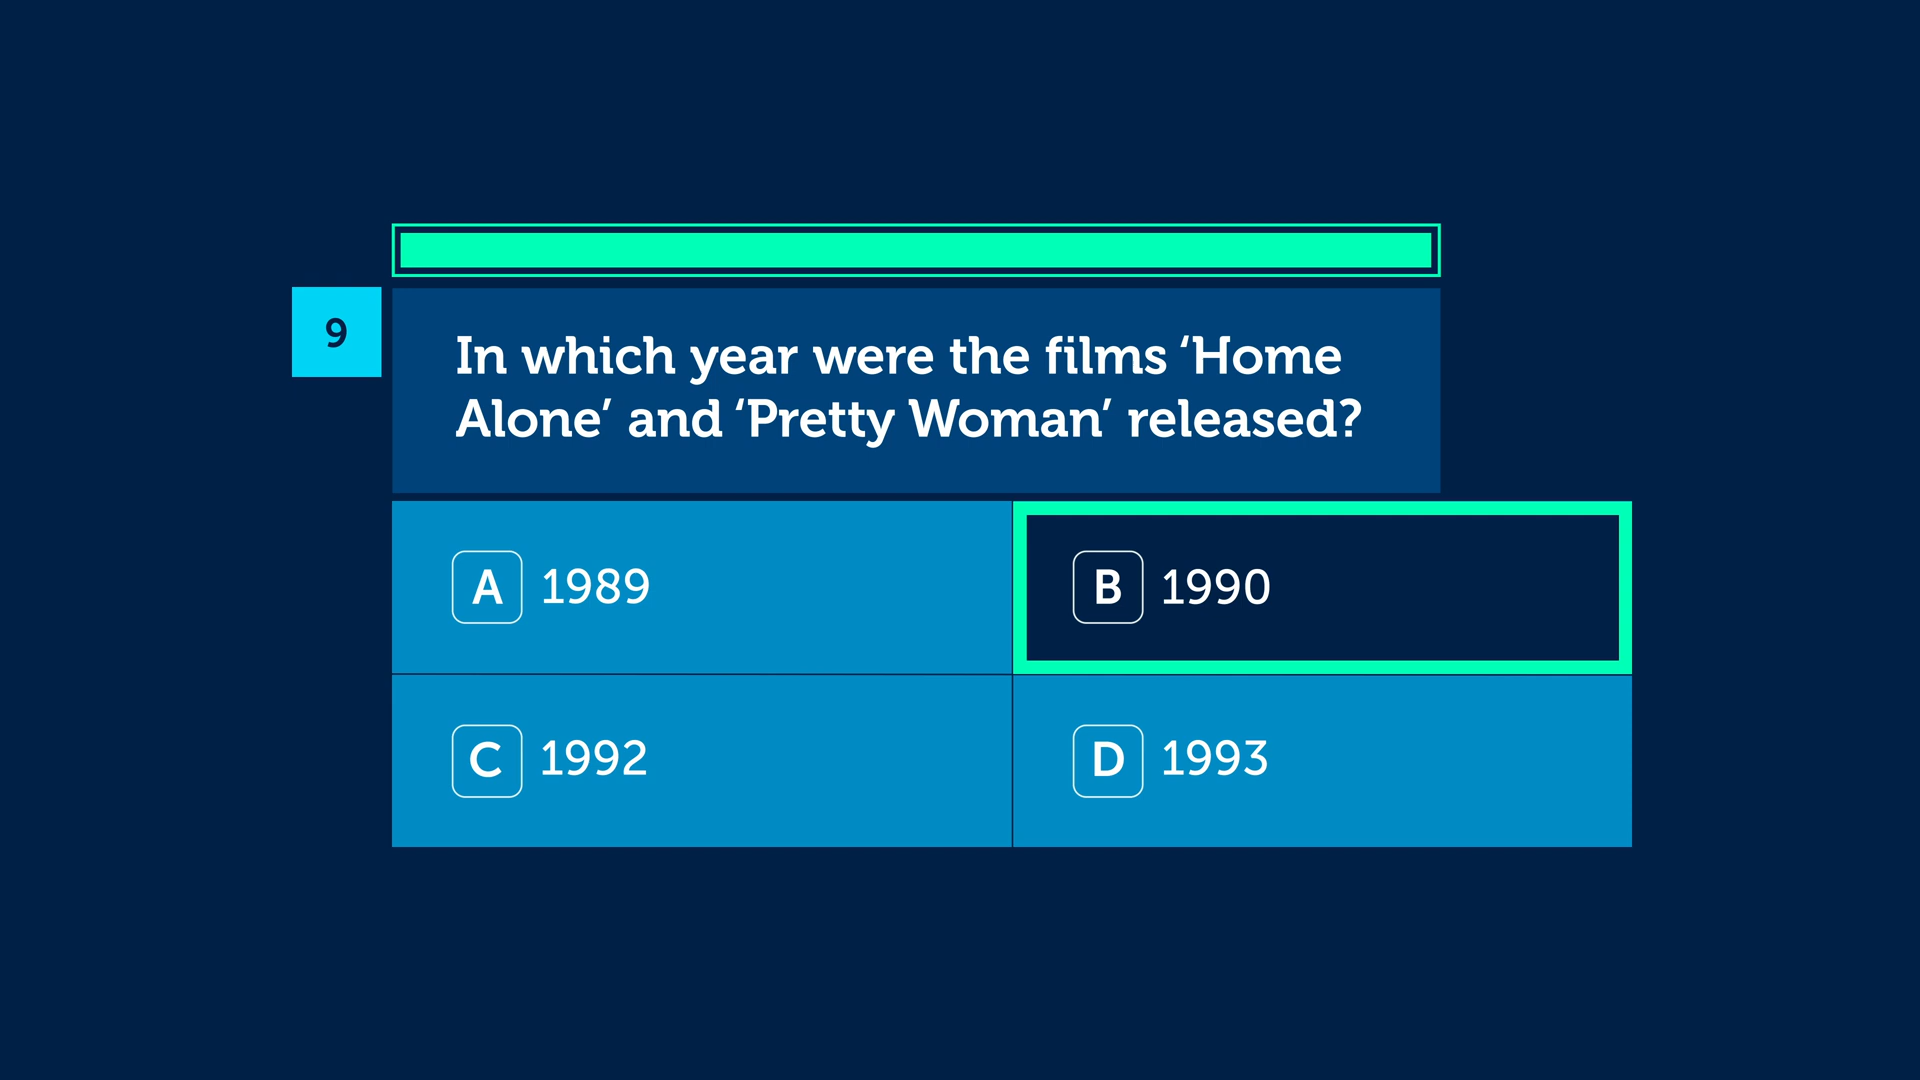 9
In which year were the films ‘Home
Alone’ and ‘Pretty Woman’ released?
A 1989
B 1990
C 1992
D 1993